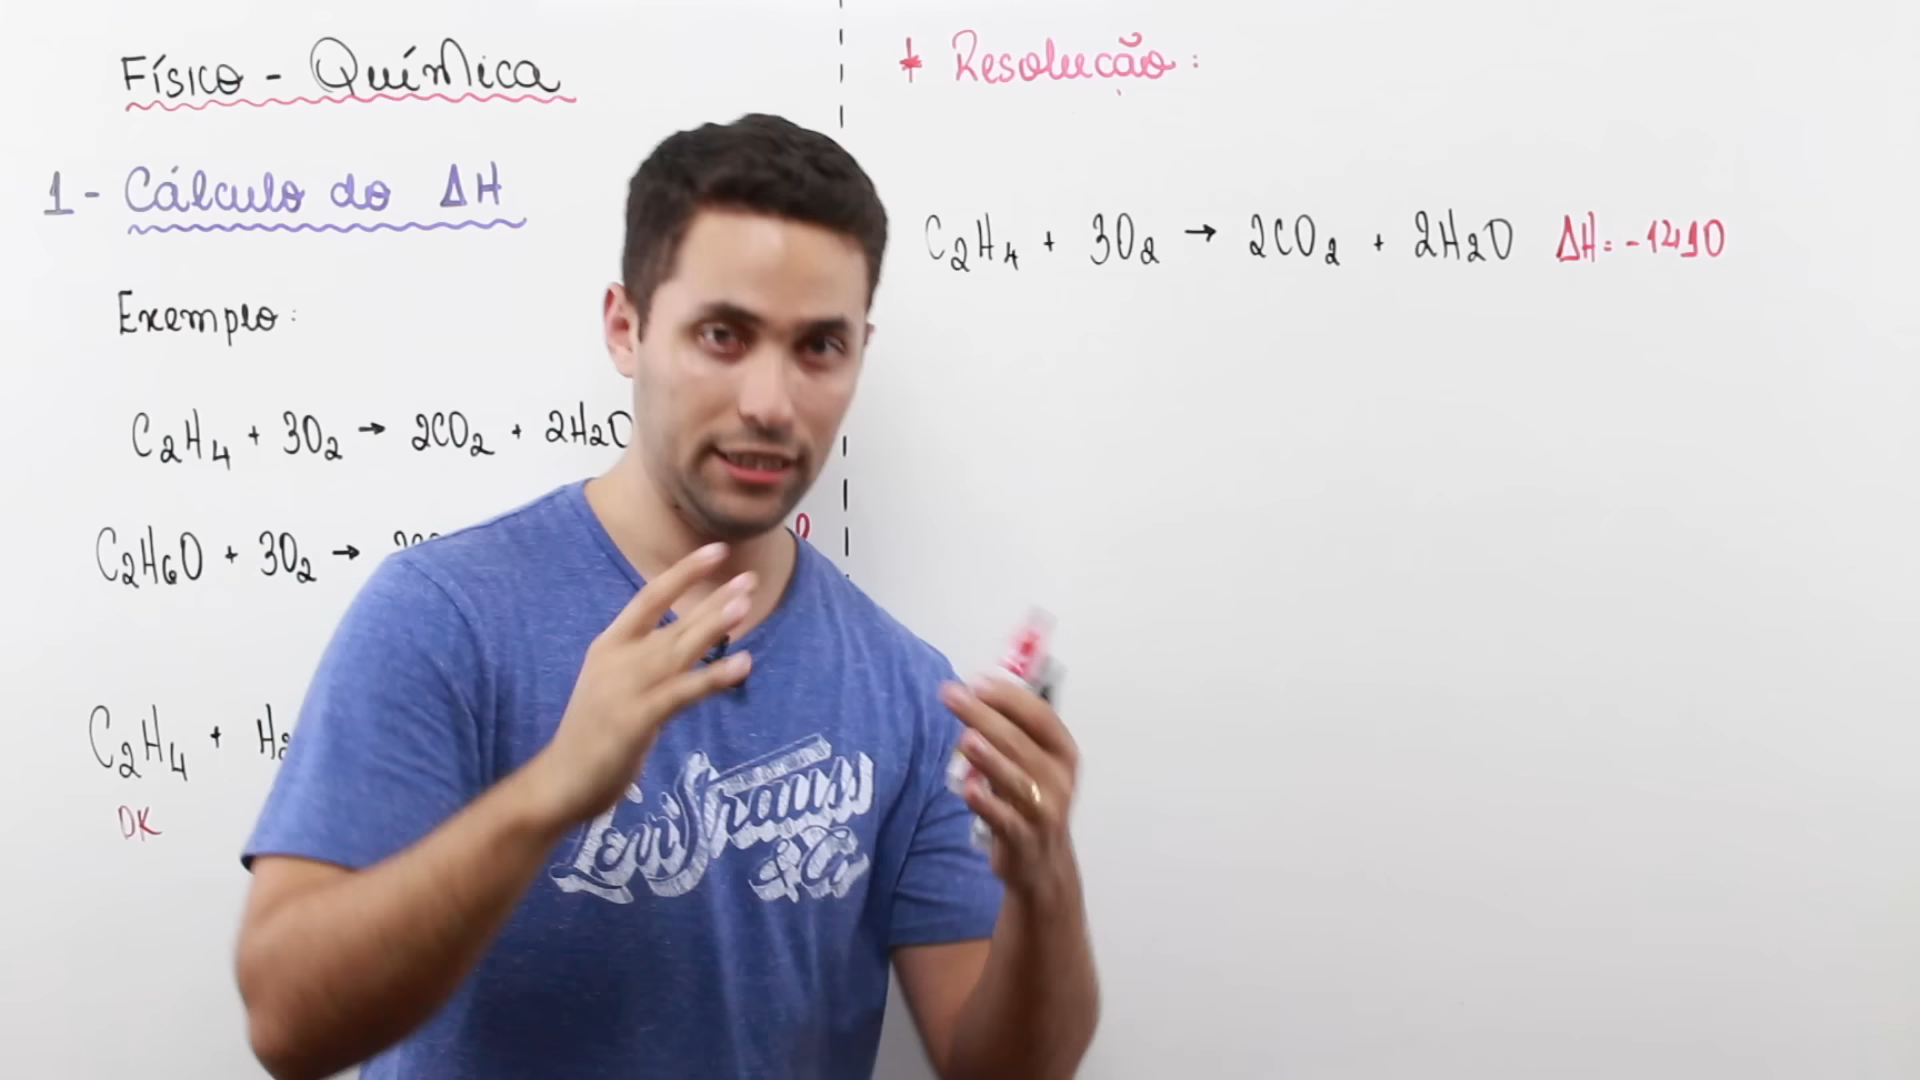 Físico - Química
1 - Cálculo do ΔH
Exemplo:
C₂H₄ + 3O₂ → 2CO₂ + 2H₂O
C₂H₆O + 3O₂ →
C₂H₄ + H₂
OK
* Resolução:
C₂H₄ + 3O₂ → 2CO₂ + 2H₂O ΔH = -1410
Levi Strauss
& Co